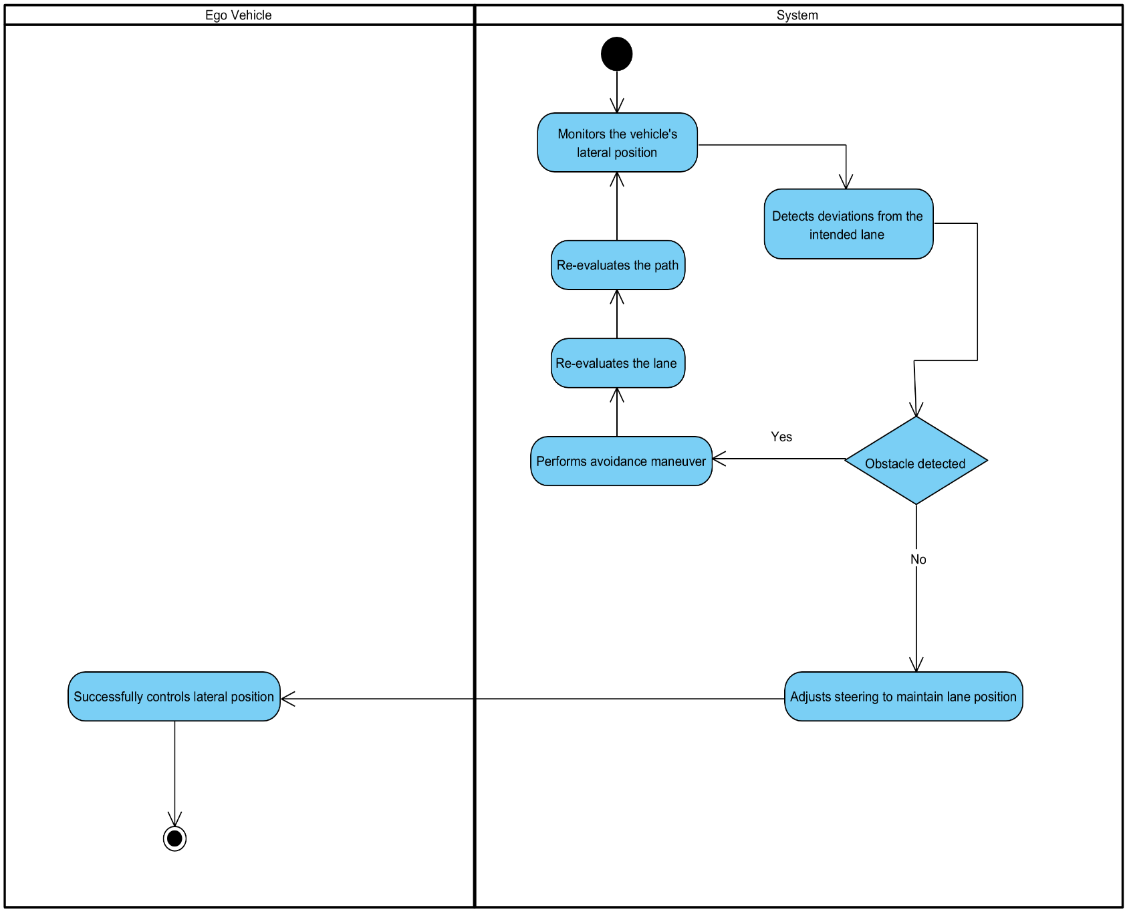 Ego Vehicle
System
Monitors the vehicle's
lateral position
Detects deviations from the
intended lane
Re-evaluates the path
Re-evaluates the lane
Yes
Performs avoidance maneuver
Obstacle detected
No
Successfully controls lateral position
Adjusts steering to maintain lane position